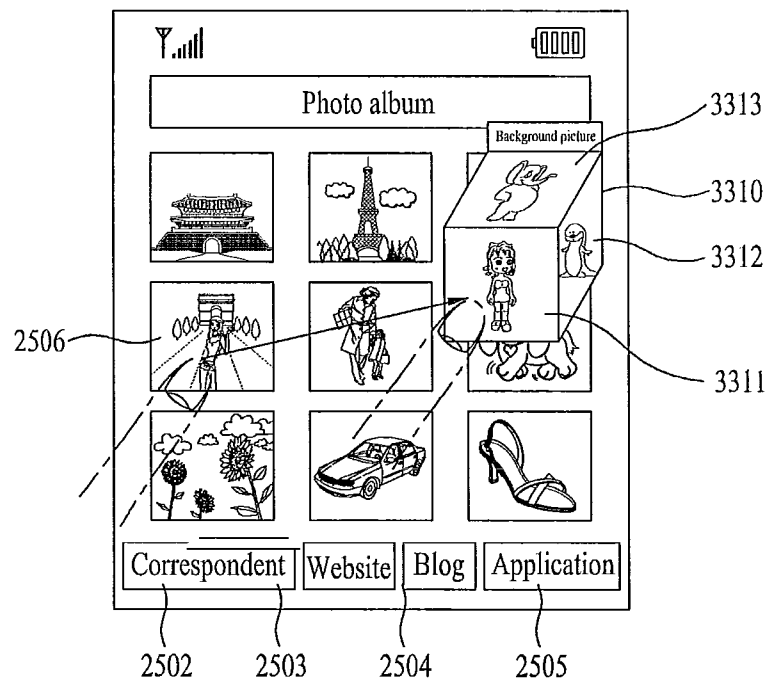 Photo album
Background picture
3313
3310
3312
2506
3311
Correspondent Website Blog Application
2502 2503 2504 2505